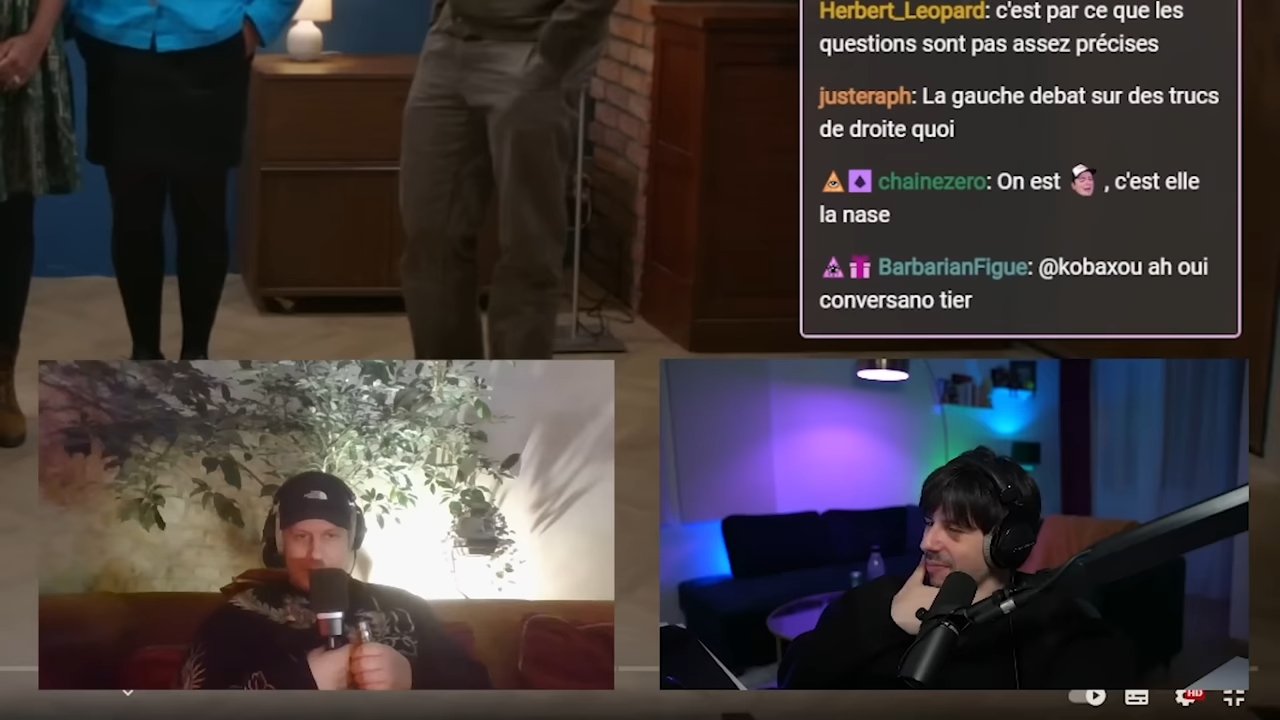 Herbert_Leopard: c'est par ce que les
questions sont pas assez précises
justeraph: La gauche debat sur des trucs
de droite quoi
chainezero: On est , c'est elle
la nase
BarbarianFigue: @kobaxou ah oui
conversano tier
HD